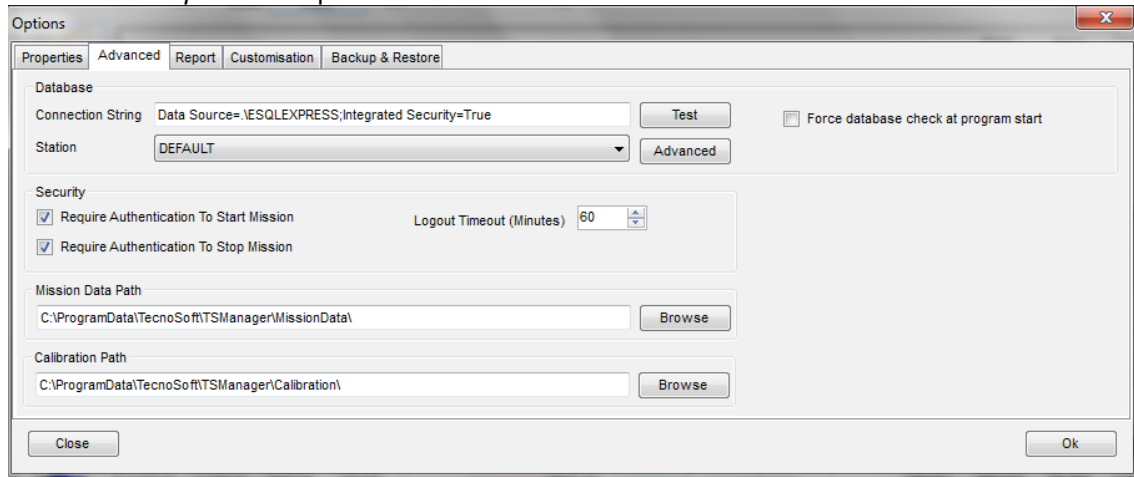 Options
Properties Advanced Report Customisation Backup & Restore
Database
Connection String Data Source=.\ESQLEXPRESS;Integrated Security=True Test Force database check at program start
Station DEFAULT Advanced
Security
Require Authentication To Start Mission Logout Timeout (Minutes) 60
Require Authentication To Stop Mission
Mission Data Path
C:\ProgramData\TecnoSoft\TSManager\MissionData\ Browse
Calibration Path
C:\ProgramData\TecnoSoft\TSManager\Calibration\ Browse
Close Ok